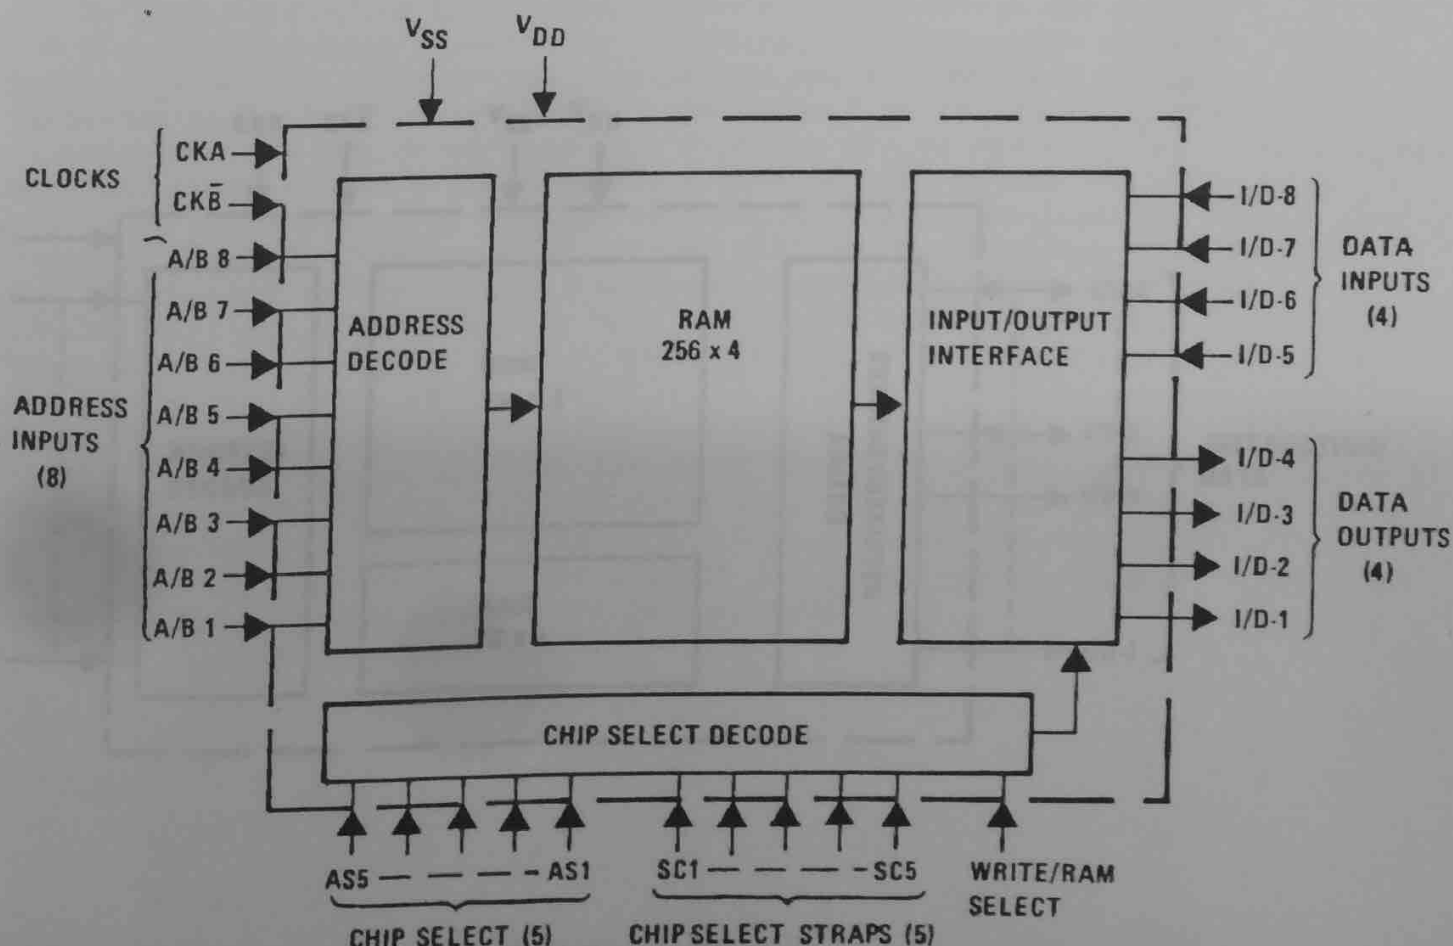 VSS
VDD
CLOCKS
CKA
CKB̅
ADDRESS
INPUTS
(8)
A/B 8
A/B 7
A/B 6
A/B 5
A/B 4
A/B 3
A/B 2
A/B 1
ADDRESS
DECODE
RAM
256 x 4
INPUT/OUTPUT
INTERFACE
I/D-8
I/D-7
I/D-6
I/D-5
DATA
INPUTS
(4)
I/D-4
I/D-3
I/D-2
I/D-1
DATA
OUTPUTS
(4)
CHIP SELECT DECODE
AS5 — — — - AS1
SC1 — — — - SC5
WRITE/RAM
SELECT
CHIP SELECT (5)
CHIP SELECT STRAPS (5)